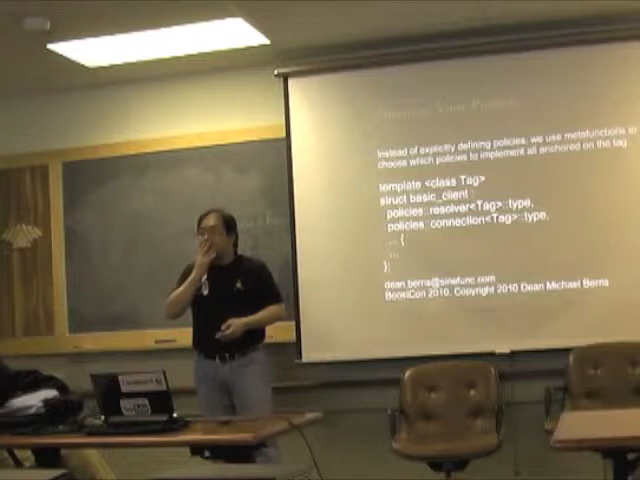 Instead of explicitly defining policies, we use metafunctions to
choose which policies to implement all anchored on the tag.
template <class Tag>
struct basic_client :
policies::resolver<Tag>::type,
policies::connection<Tag>::type,
... {
...
};
dean.berris@sinefunc.com
BoostCon 2010. Copyright 2010 Dean Michael Berris